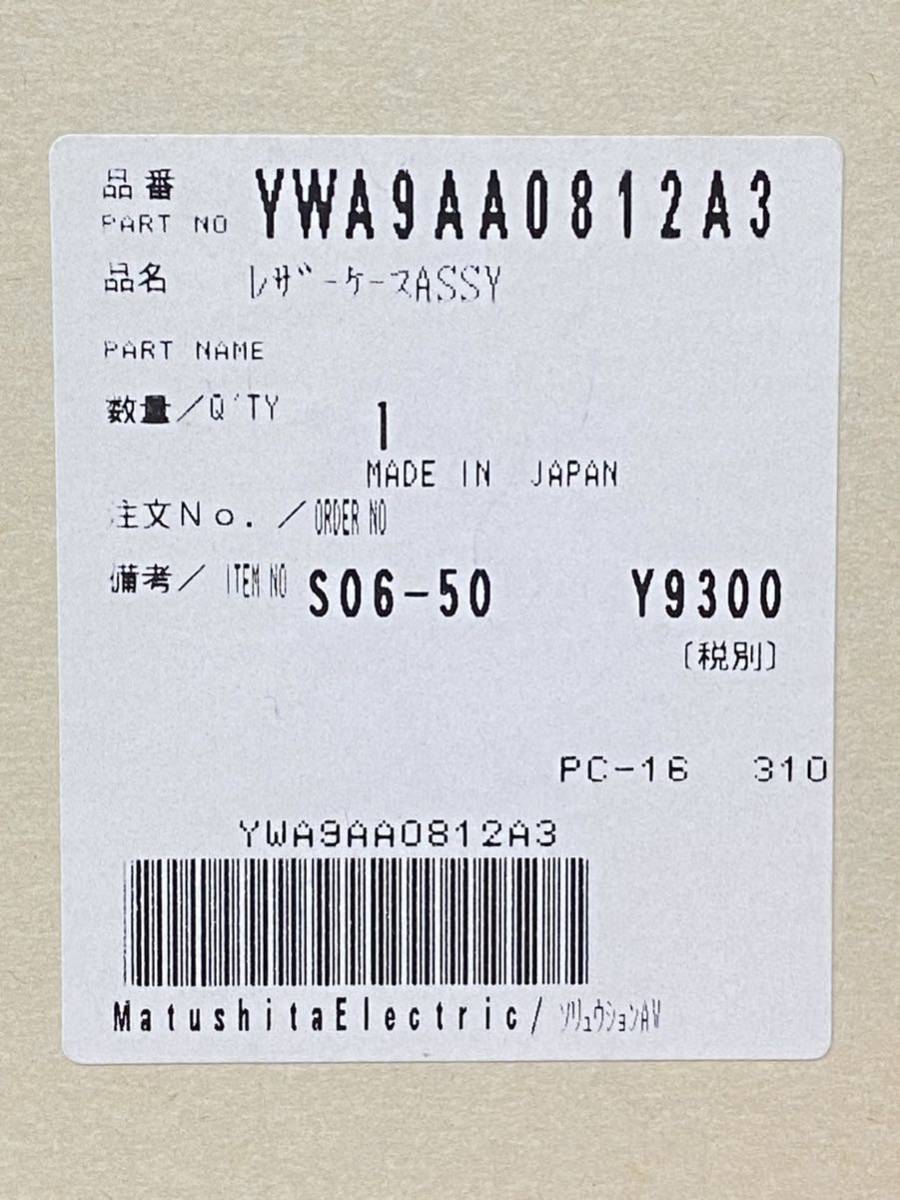 品番
PART NO YWA9AA0812A3
品名 ﾚｻﾞｰｹｰｽASSY
PART NAME
数量／Q'TY 1
MADE IN JAPAN
注文No．／ORDER NO
備考／ITEM NO S06-50 Y9300
〔税別〕
PC-16 310
YWA9AA0812A3
MatushitaElectric/ｿﾘｭｳｼｮﾝAV